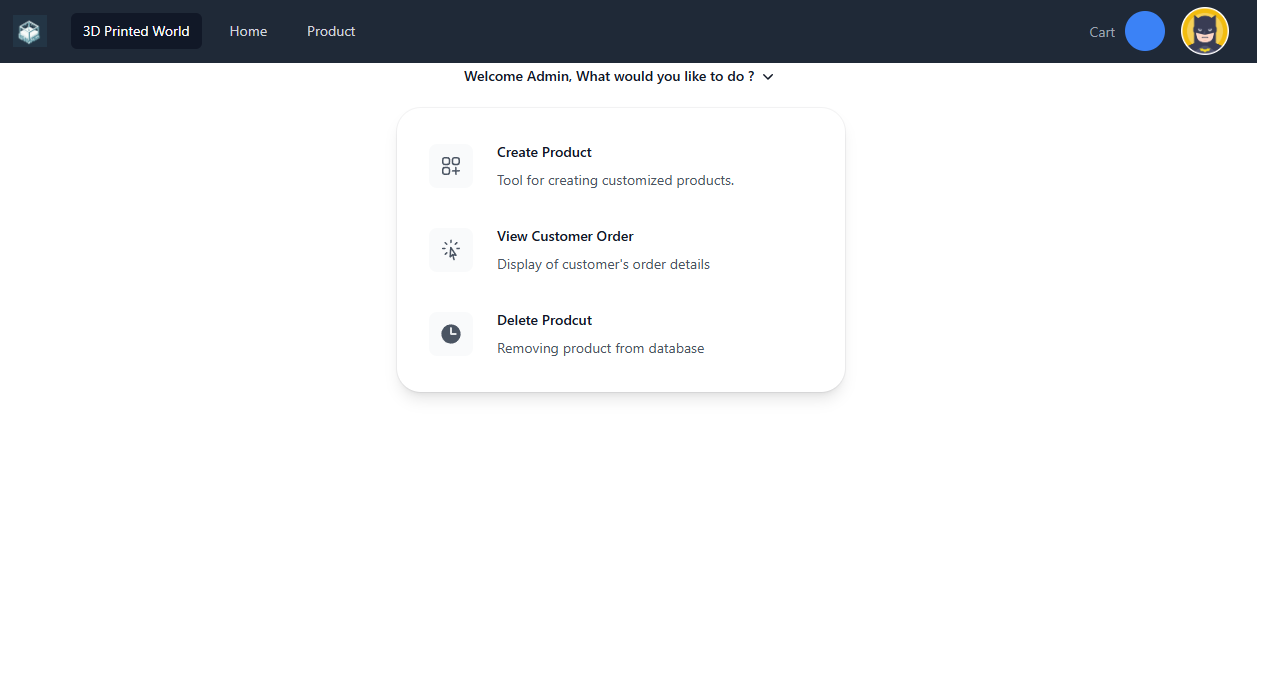 3D Printed World Home Product Cart
Welcome Admin, What would you like to do ?
Create Product
Tool for creating customized products.
View Customer Order
Display of customer's order details
Delete Prodcut
Removing product from database